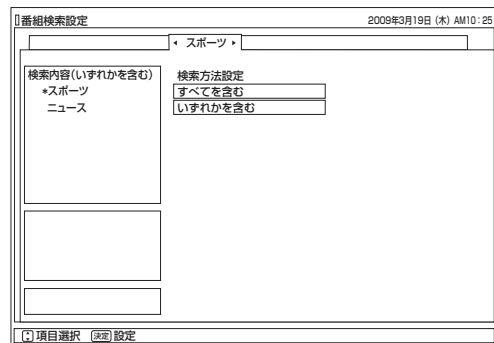 番組検索設定 2009年3月19日 (木) AM10:25
スポーツ
検索内容(いずれかを含む)
*スポーツ
ニュース
検索方法設定
すべてを含む
いずれかを含む
項目選択 決定 設定